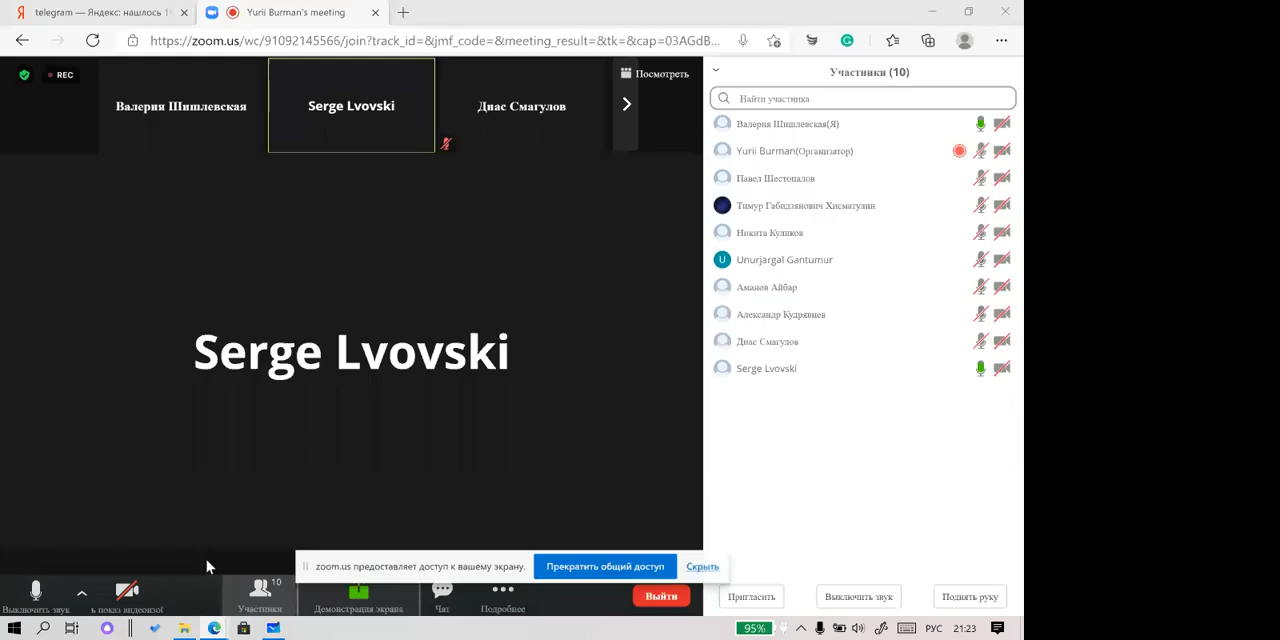 telegram — Яндекс: нашлось 1
Yurii Burman's meeting
https://zoom.us/wc/91092145566/join?track_id=&jmf_code=&meeting_result=&tk=&cap=03AGdB...
REC
Валерия Шишлевская
Serge Lvovski
Диас Смагулов
Посмотреть
Serge Lvovski
Участники (10)
Найти участника
Валерия Шишлевская(Я)
Yurii Burman(Организатор)
Павел Шестопалов
Тимур Габидзянович Хисматулин
Никита Куликов
U
Unurjargal Gantumur
Аманов Айбар
Александр Кудрявцев
Диас Смагулов
Serge Lvovski
zoom.us предоставляет доступ к вашему экрану.
Прекратить общий доступ
Скрыть
Выключить звук
ь показ видеоизоб
10
Участники
Демонстрация экрана
Чат
Подробнее
Выйти
Пригласить
Выключить звук
Поднять руку
95%
РУС
21:23